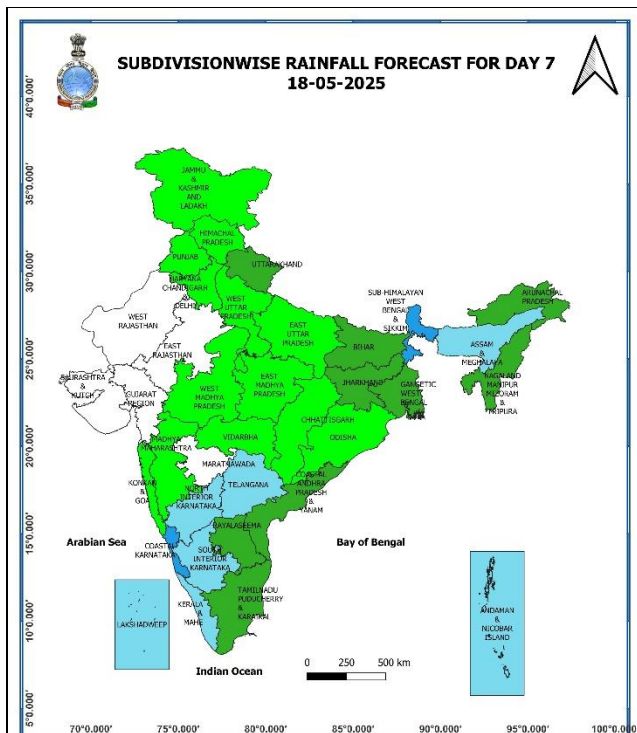 SUBDIVISIONWISE RAINFALL FORECAST FOR DAY 7
18-05-2025
40°0.000'
35°0.000'
30°0.000'
25°0.000'
20°0.000'
15°0.000'
10°0.000'
5°0.000'
JAMMU
&
KASHMIR
AND
LADAKH
HIMACHAL
PRADESH
PUNJAB
UTTARAKHAND
HARYANA
CHANDIGARH
&
DELHI
WEST
RAJASTHAN
EAST
RAJASTHAN
WEST
UTTAR
PRADESH
EAST
UTTAR
PRADESH
SUB-HIMALAYAN
WEST
BENGAL
&
SIKKIM
ARUNACHAL
PRADESH
ASSAM
&
MEGHALAYA
NAGALAND
MANIPUR
MIZORAM
&
TRIPURA
BIHAR
JHARKHAND
GANGETIC
WEST
BENGAL
SAURASHTRA
&
KUTCH
GUJARAT
REGION
WEST
MADHYA
PRADESH
EAST
MADHYA
PRADESH
CHHATTISGARH
ODISHA
VIDARBHA
MADHYA
MAHARASHTRA
MARATHAWADA
KONKAN
&
GOA
NORTH
INTERIOR
KARNATAKA
TELANGANA
COASTAL
ANDHRA
PRADESH
&
YANAM
RAYALASEEMA
COASTAL
KARNATAKA
SOUTH
INTERIOR
KARNATAKA
TAMILNADU
PUDUCHERRY
&
KARAIKAL
KERALA
&
MAHE
LAKSHADWEEP
ANDAMAN
&
NICOBAR
ISLAND
Arabian Sea
Bay of Bengal
Indian Ocean
0 250 500 km
70°0.000' 75°0.000' 80°0.000' 85°0.000' 90°0.000' 95°0.000' 100°0.000'